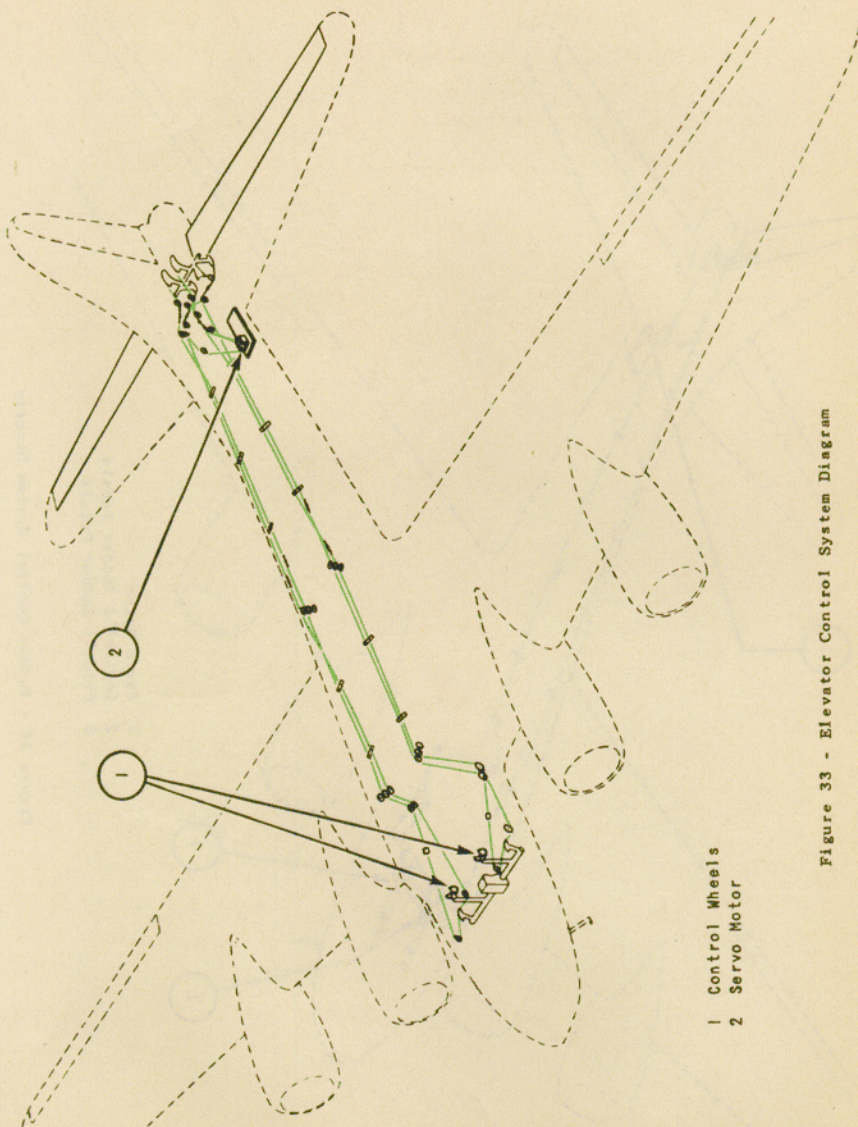 2
1
1 Control Wheels
2 Servo Motor
Figure 33 - Elevator Control System Diagram